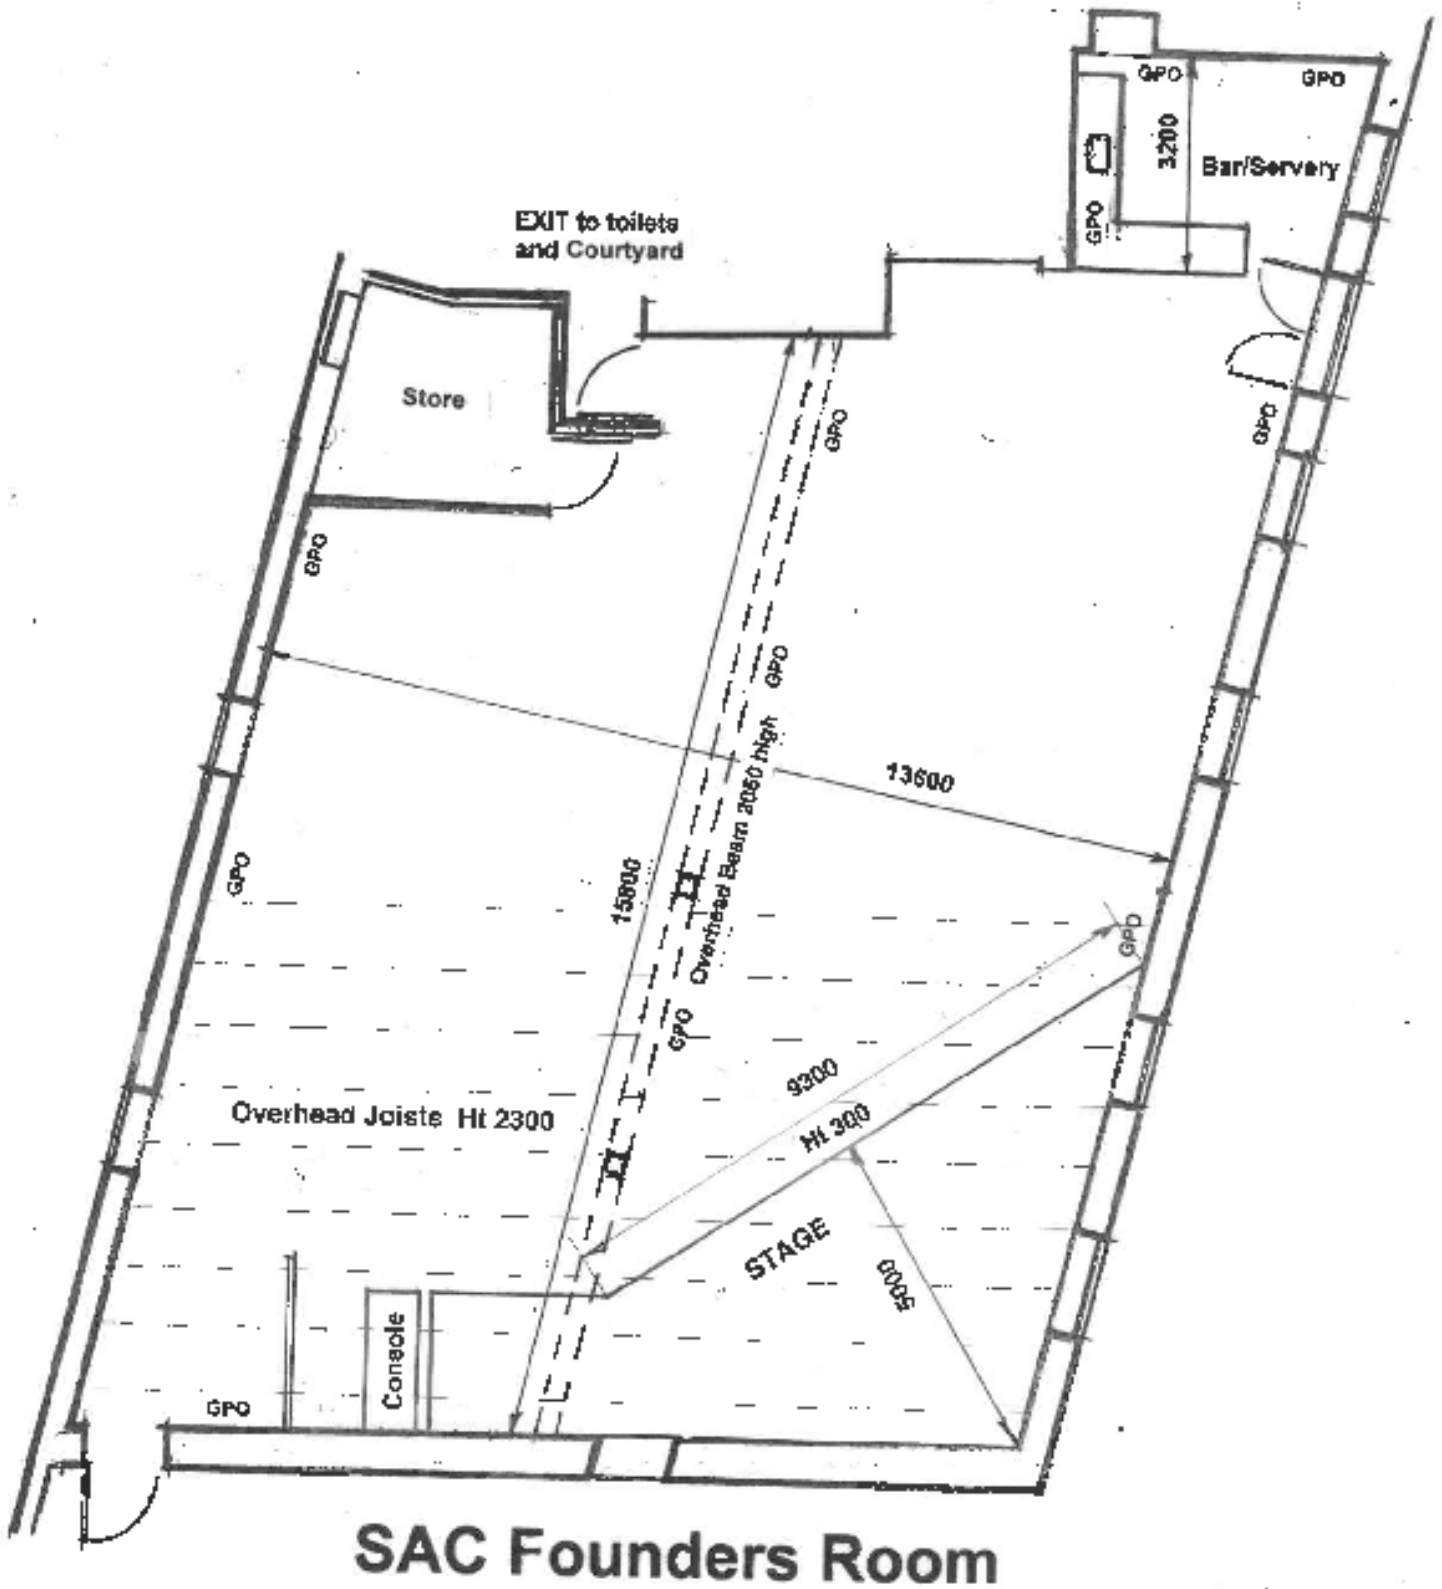 GPO
GPO
3200
Bar/Servery
GPO
EXIT to toilets
and Courtyard
Store
GPO
GPO
GPO
GPO
13600
Overhead Beam 2050 high
15800
GPO
GPO
GPO
9300
Ht 300
Overhead Joists Ht 2300
STAGE
5000
Console
GPO
SAC Founders Room